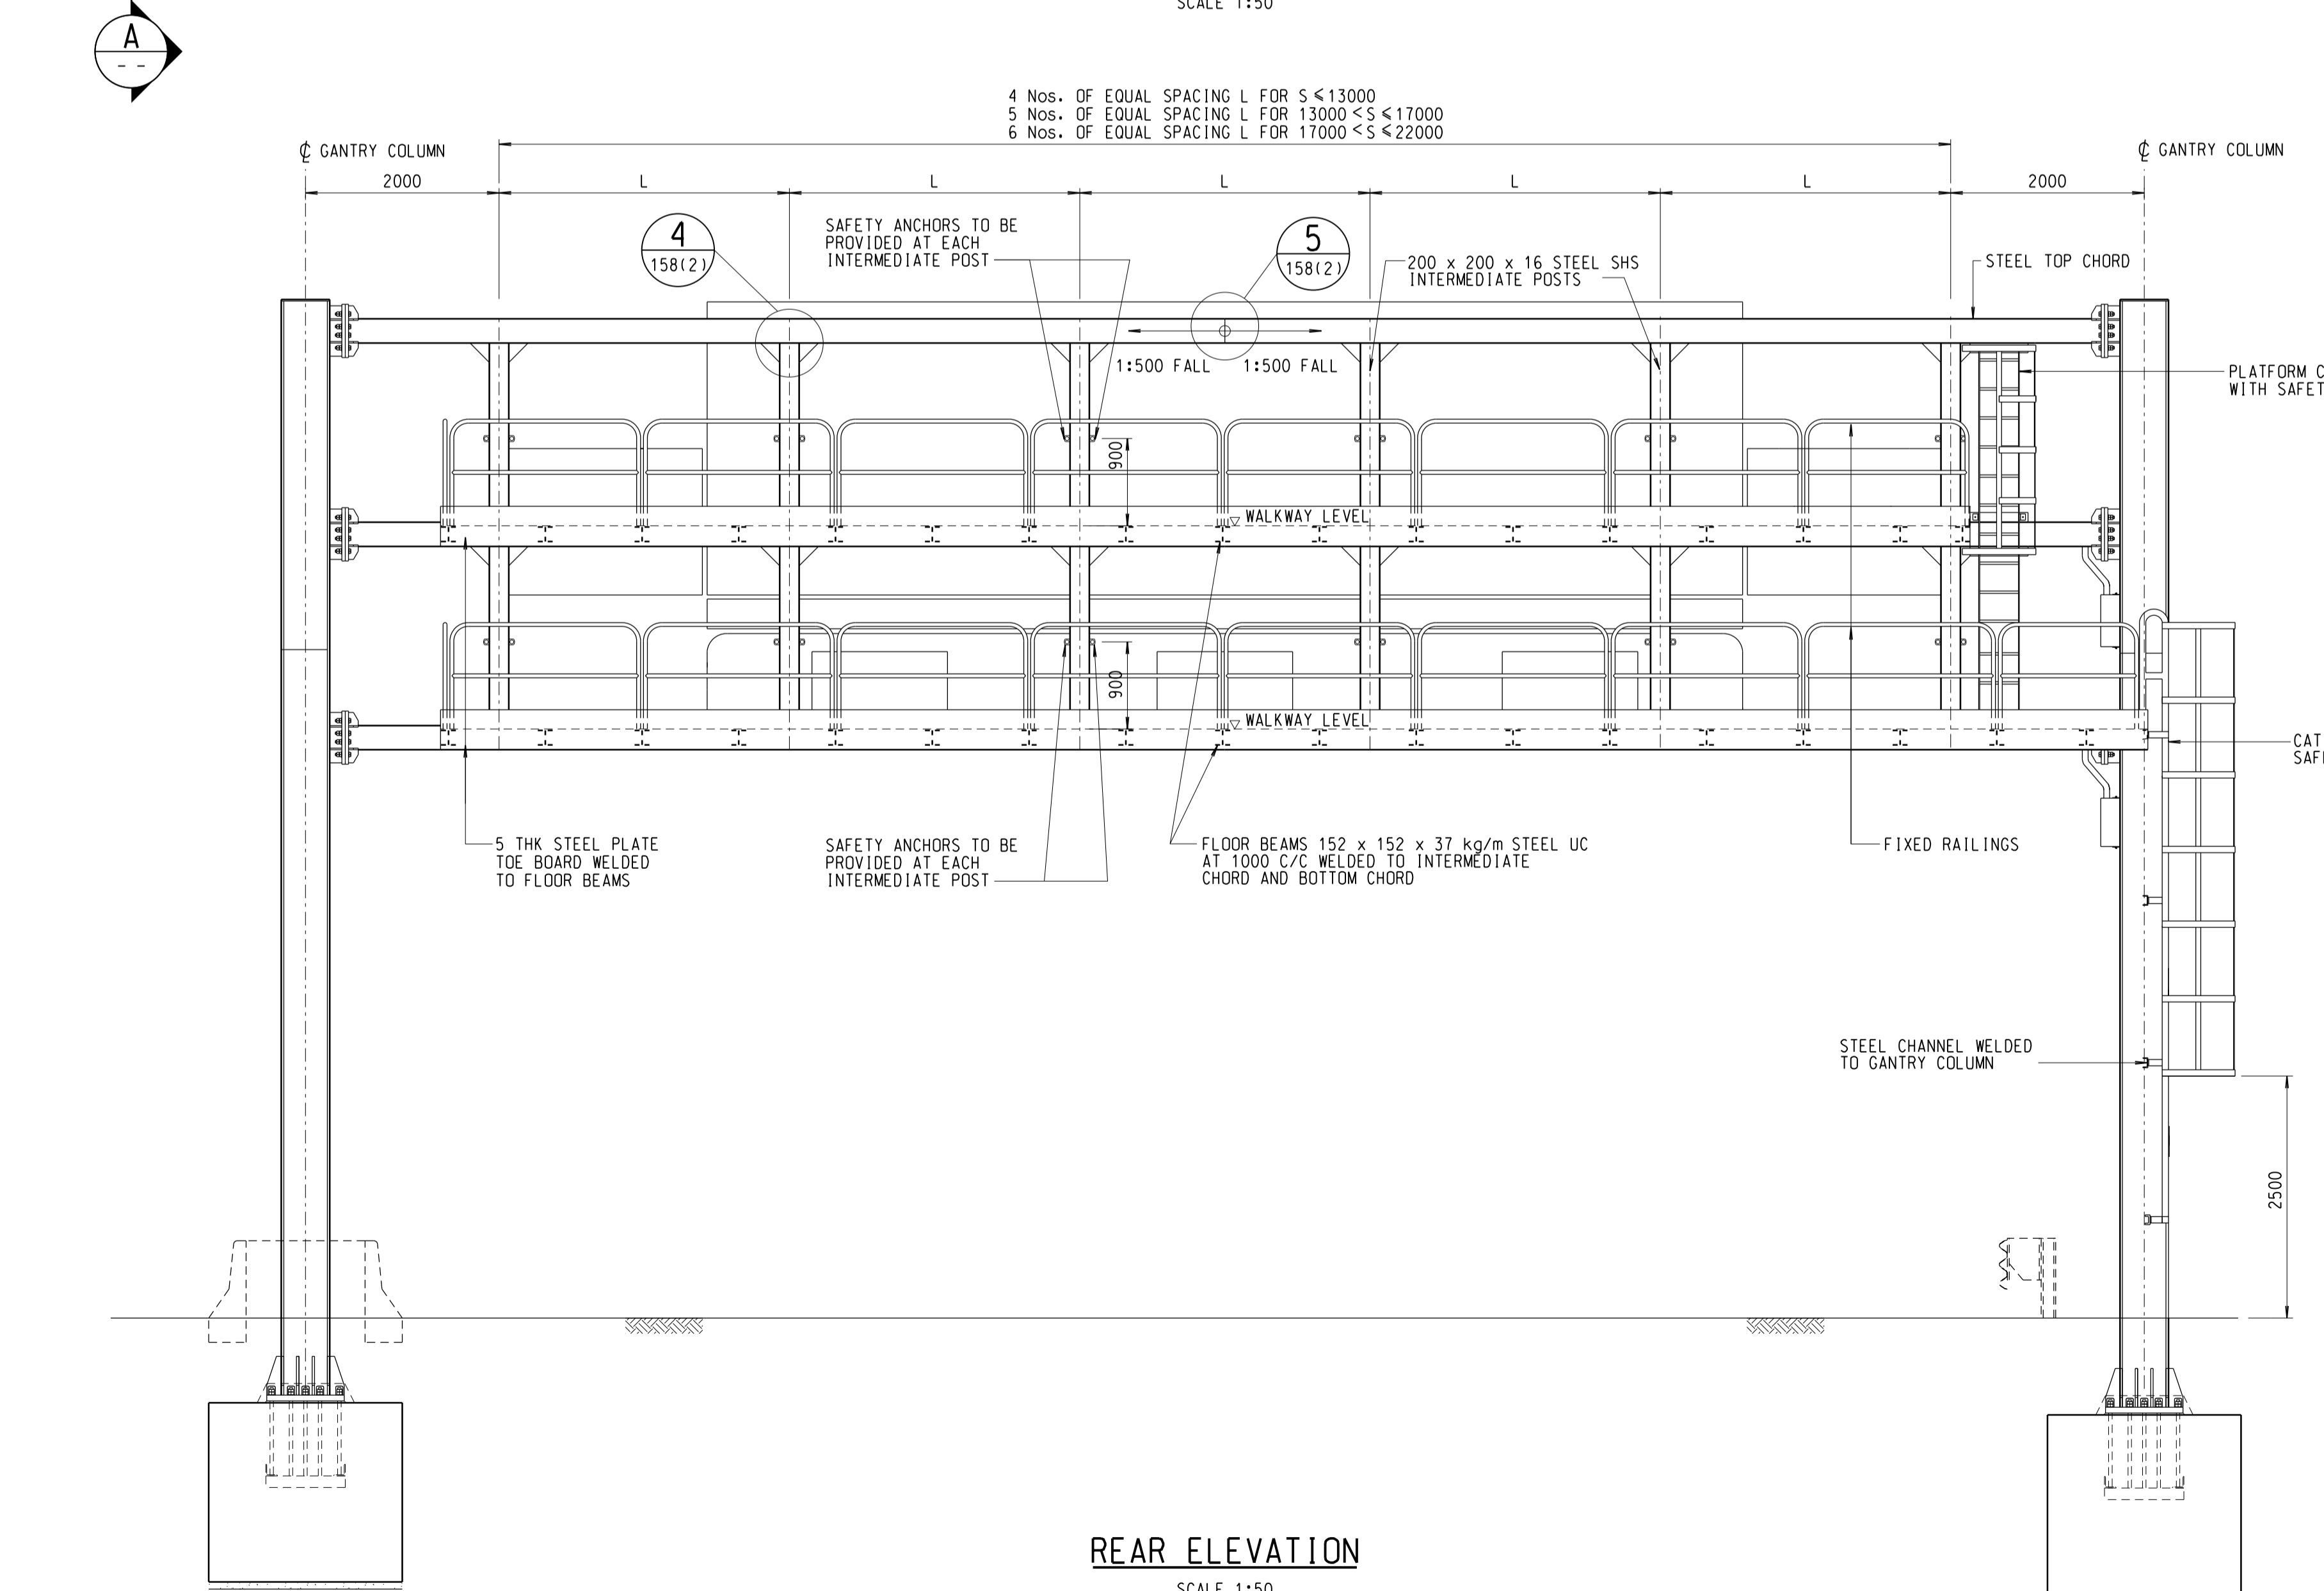 SCALE 1:50
A
- -
4 Nos. OF EQUAL SPACING L FOR S ⩽ 13000
5 Nos. OF EQUAL SPACING L FOR 13000 < S ⩽ 17000
6 Nos. OF EQUAL SPACING L FOR 17000 < S ⩽ 22000
℄ GANTRY COLUMN
℄ GANTRY COLUMN
2000
L
L
L
L
L
2000
4
158(2)
SAFETY ANCHORS TO BE
PROVIDED AT EACH
INTERMEDIATE POST
5
158(2)
200 x 200 x 16 STEEL SHS
INTERMEDIATE POSTS
STEEL TOP CHORD
1:500 FALL
1:500 FALL
PLATFORM C
WITH SAFET
900
WALKWAY LEVEL
900
WALKWAY LEVEL
CAT
SAF
5 THK STEEL PLATE
TOE BOARD WELDED
TO FLOOR BEAMS
SAFETY ANCHORS TO BE
PROVIDED AT EACH
INTERMEDIATE POST
FLOOR BEAMS 152 x 152 x 37 kg/m STEEL UC
AT 1000 C/C WELDED TO INTERMEDIATE
CHORD AND BOTTOM CHORD
FIXED RAILINGS
STEEL CHANNEL WELDED
TO GANTRY COLUMN
2500
REAR ELEVATION
SCALE 1:50